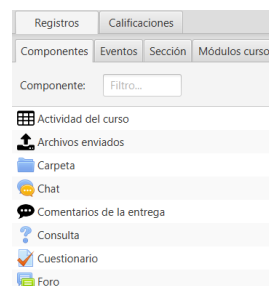 Registros Calificaciones
Componentes Eventos Sección Módulos curso
Componente: Filtro...
Actividad del curso
Archivos enviados
Carpeta
Chat
Comentarios de la entrega
Consulta
Cuestionario
Foro